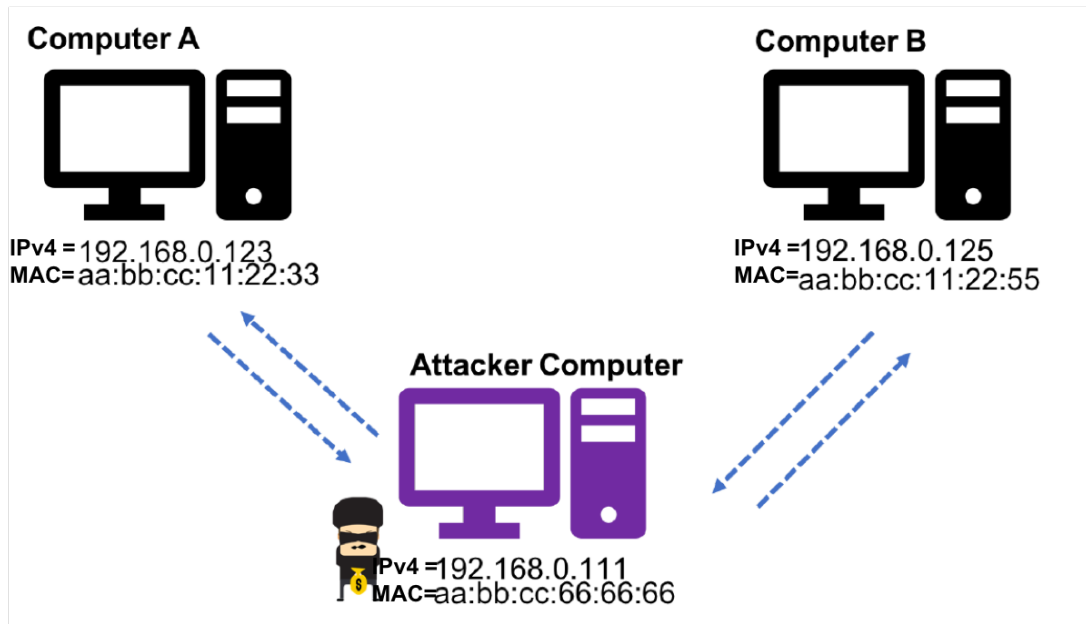 Computer A
IPv4 = 192.168.0.123
MAC= aa:bb:cc:11:22:33
Computer B
IPv4 =192.168.0.125
MAC=aa:bb:cc:11:22:55
Attacker Computer
$
IPv4 =192.168.0.111
MAC=aa:bb:cc:66:66:66